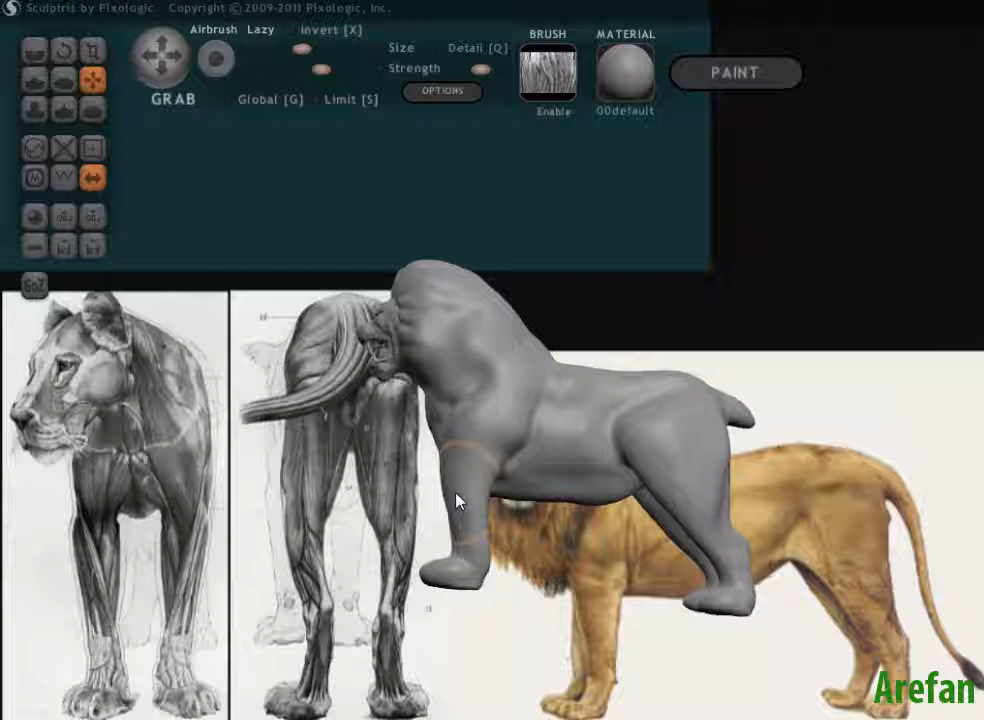 Sculptris by Pixologic   Copyright © 2009-2011 Pixologic, Inc.
Airbrush Lazy Invert [X]
Size Detail [Q]
Strength
GRAB
Global [G] Limit [S]
OPTIONS
BRUSH
Enable
MATERIAL
00default
PAINT
GoZ
Arefan